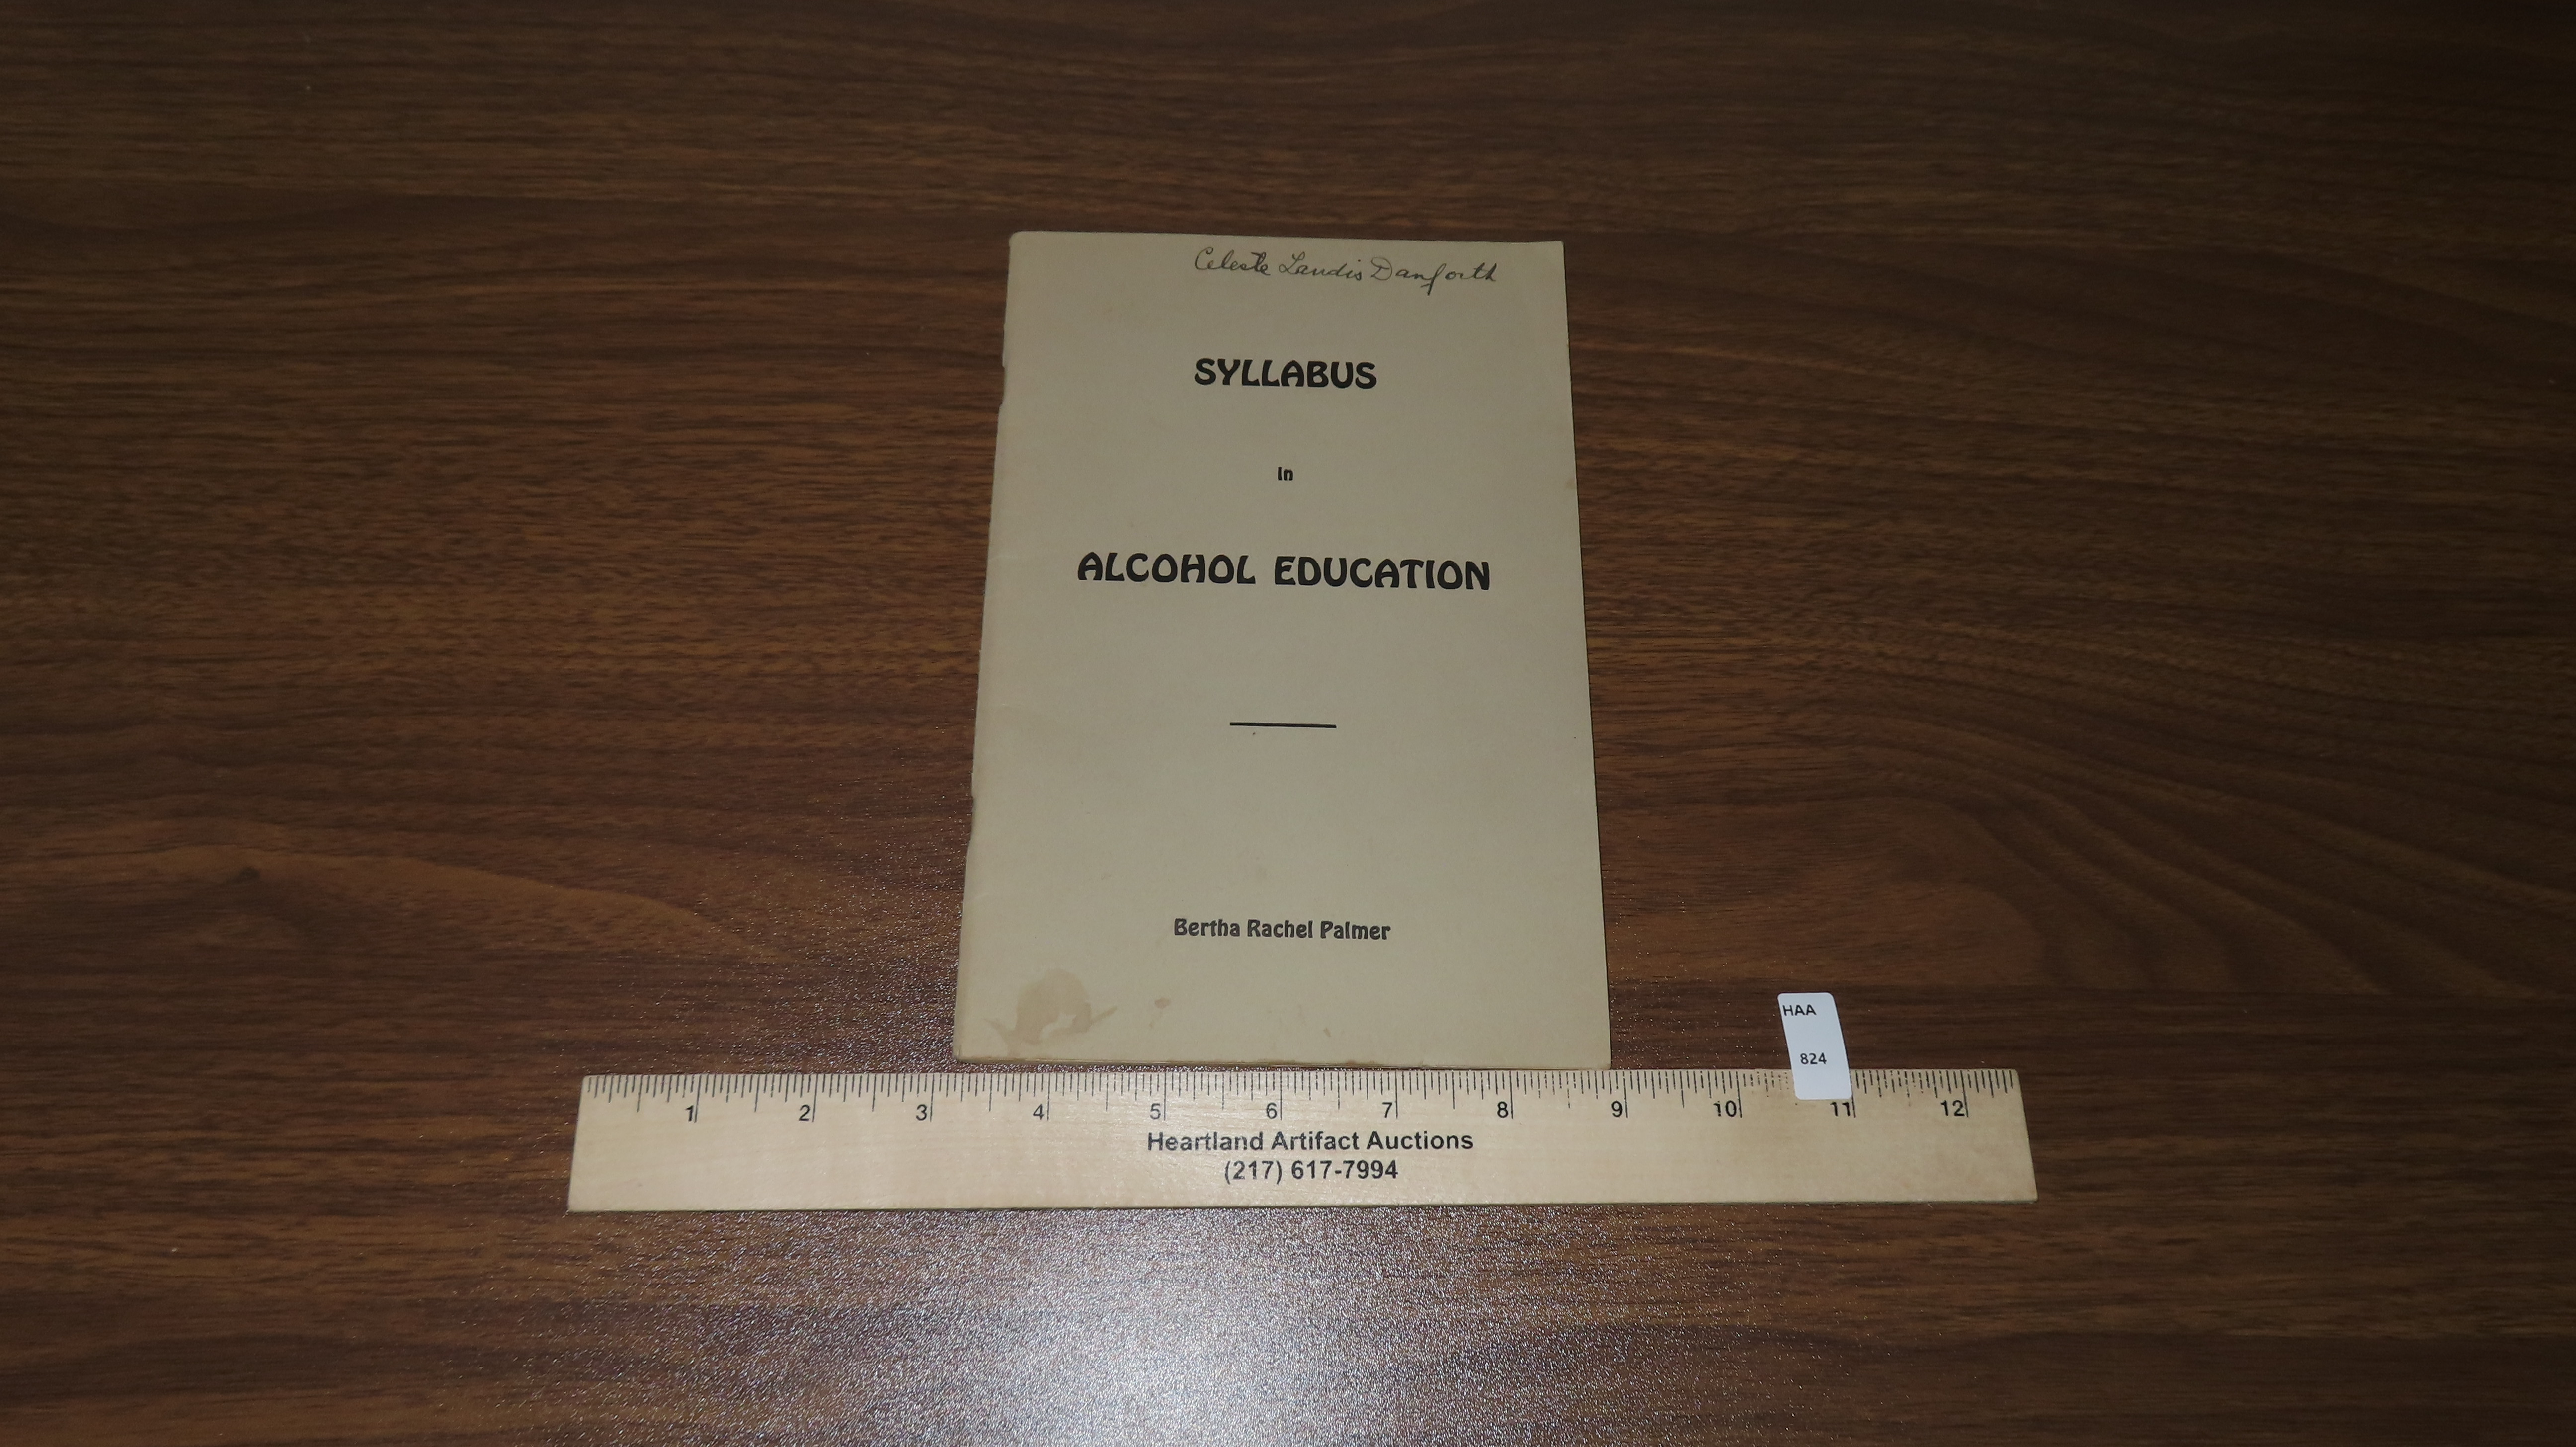 Celeste Landis Danforth
SYLLABUS
In
ALCOHOL EDUCATION
Bertha Rachel Palmer
HAA
824
1 2 3 4 5 6 7 8 9 10 11 12
Heartland Artifact Auctions
(217) 617-7994